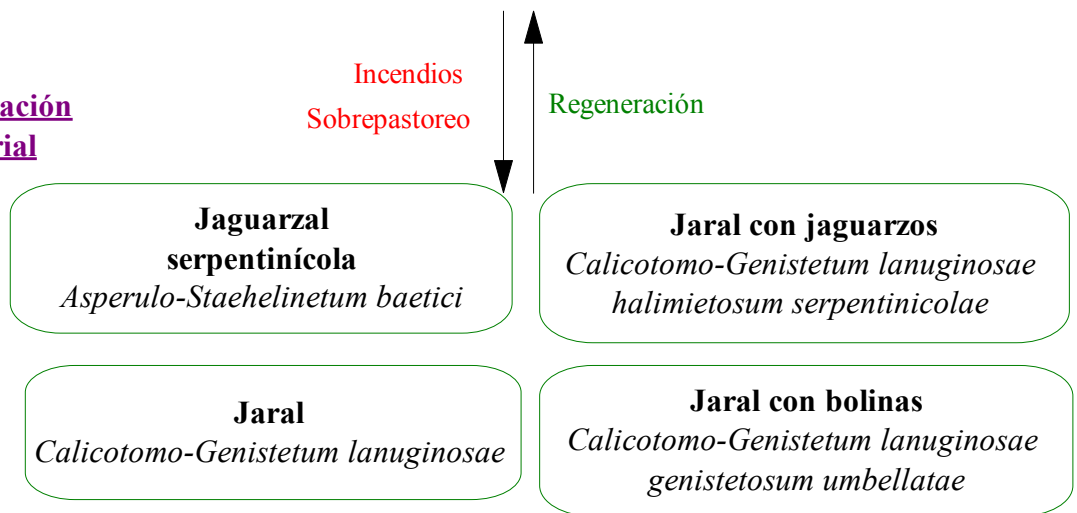 Incendios
Sobrepastoreo
Regeneración
ación
rial
Jaguarzal
serpentinícola
Asperulo-Staehelinetum baetici
Jaral con jaguarzos
Calicotomo-Genistetum lanuginosae
halimietosum serpentinicolae
Jaral
Calicotomo-Genistetum lanuginosae
Jaral con bolinas
Calicotomo-Genistetum lanuginosae
genistetosum umbellatae